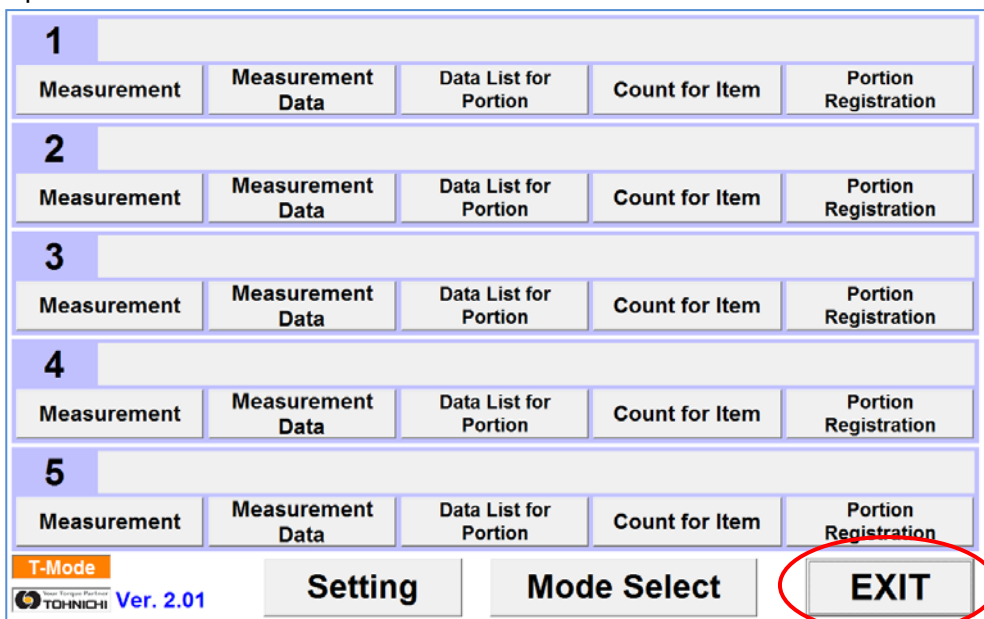 1
Measurement
Measurement
Data
Data List for
Portion
Count for Item
Portion
Registration
2
Measurement
Measurement
Data
Data List for
Portion
Count for Item
Portion
Registration
3
Measurement
Measurement
Data
Data List for
Portion
Count for Item
Portion
Registration
4
Measurement
Measurement
Data
Data List for
Portion
Count for Item
Portion
Registration
5
Measurement
Measurement
Data
Data List for
Portion
Count for Item
Portion
Registration
T-Mode
Your Torque Partner
TOHNICHI
Ver. 2.01
Setting
Mode Select
EXIT